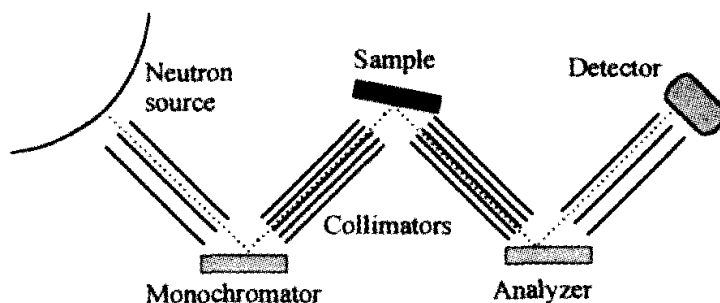 Neutron
source
Sample
Detector
Collimators
Monochromator
Analyzer